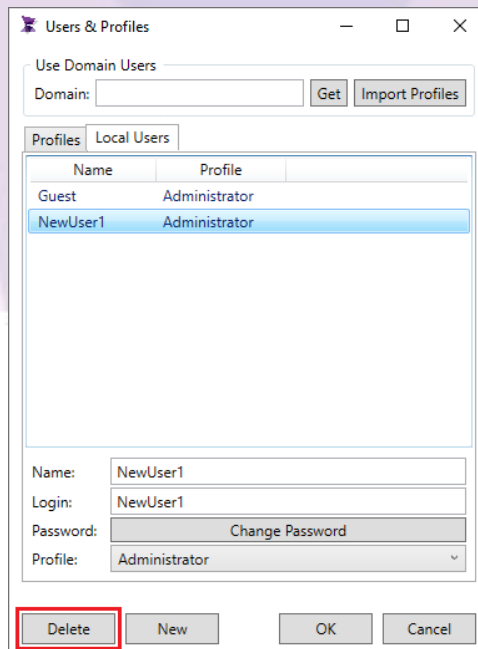 Users & Profiles
Use Domain Users
Domain: Get Import Profiles
Profiles Local Users
Name Profile
Guest Administrator
NewUser1 Administrator
Name: NewUser1
Login: NewUser1
Password: Change Password
Profile: Administrator
Delete New OK Cancel